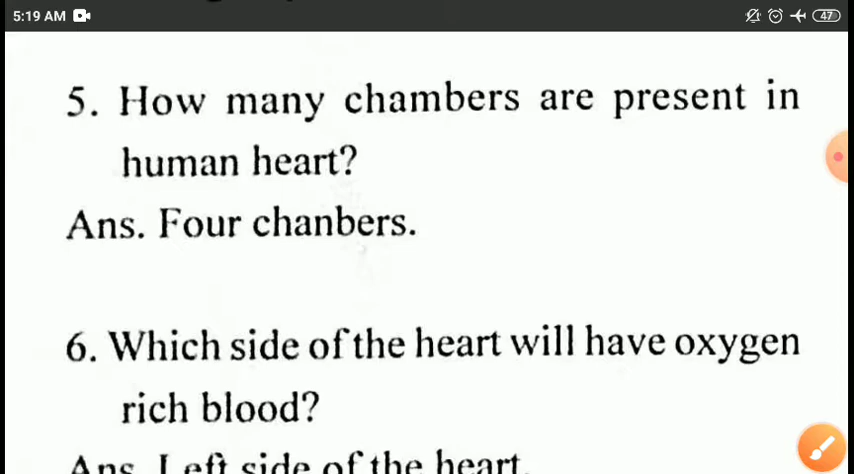 5:19 AM 47
5. How many chambers are present in
human heart?
Ans. Four chanbers.
6. Which side of the heart will have oxygen
rich blood?
Ans. Left side of the heart.